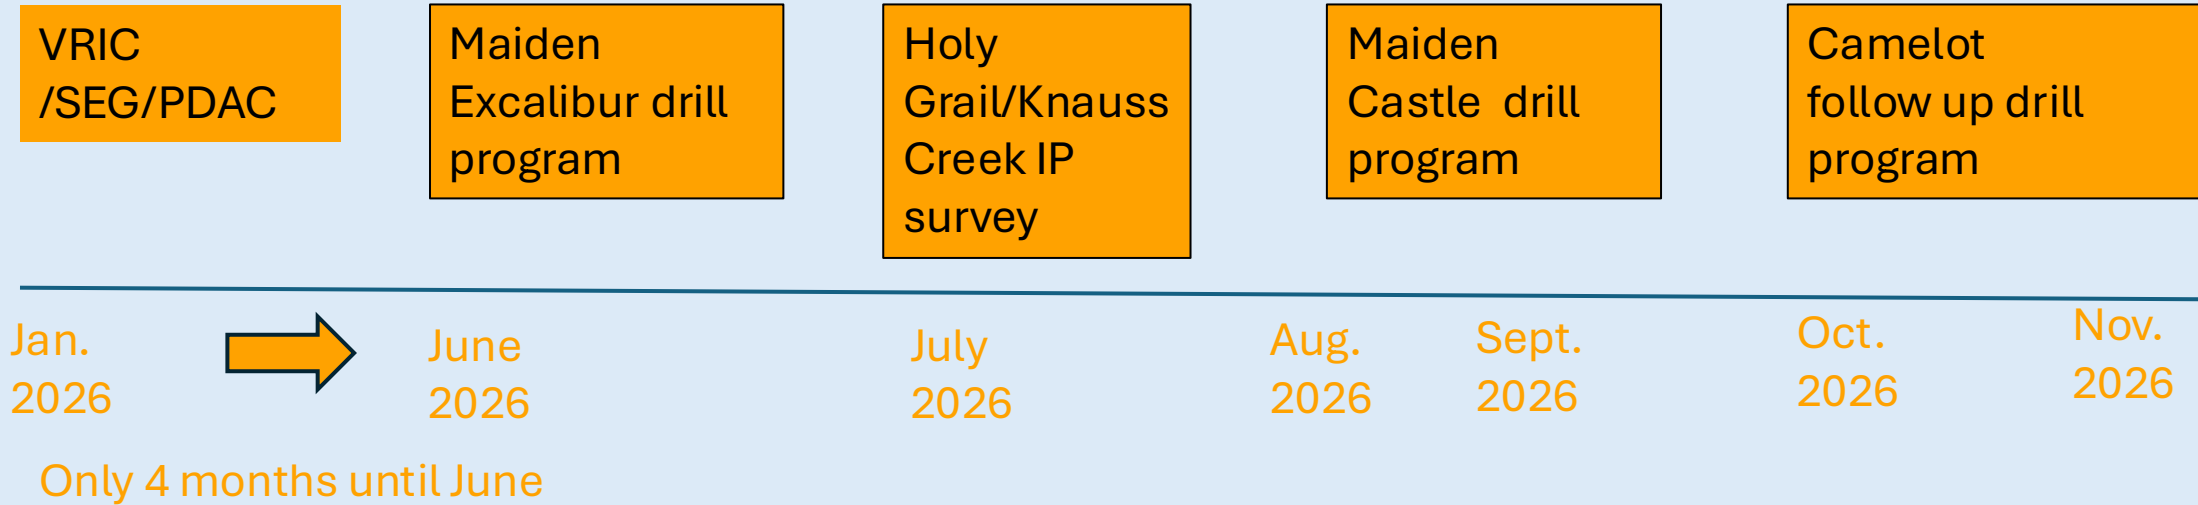 VRIC
/SEG/PDAC
Maiden
Excalibur drill
program
Holy
Grail/Knauss
Creek IP
survey
Maiden
Castle drill
program
Camelot
follow up drill
program
Jan.
2026
June
2026
July
2026
Aug.
2026
Sept.
2026
Oct.
2026
Nov.
2026
Only 4 months until June